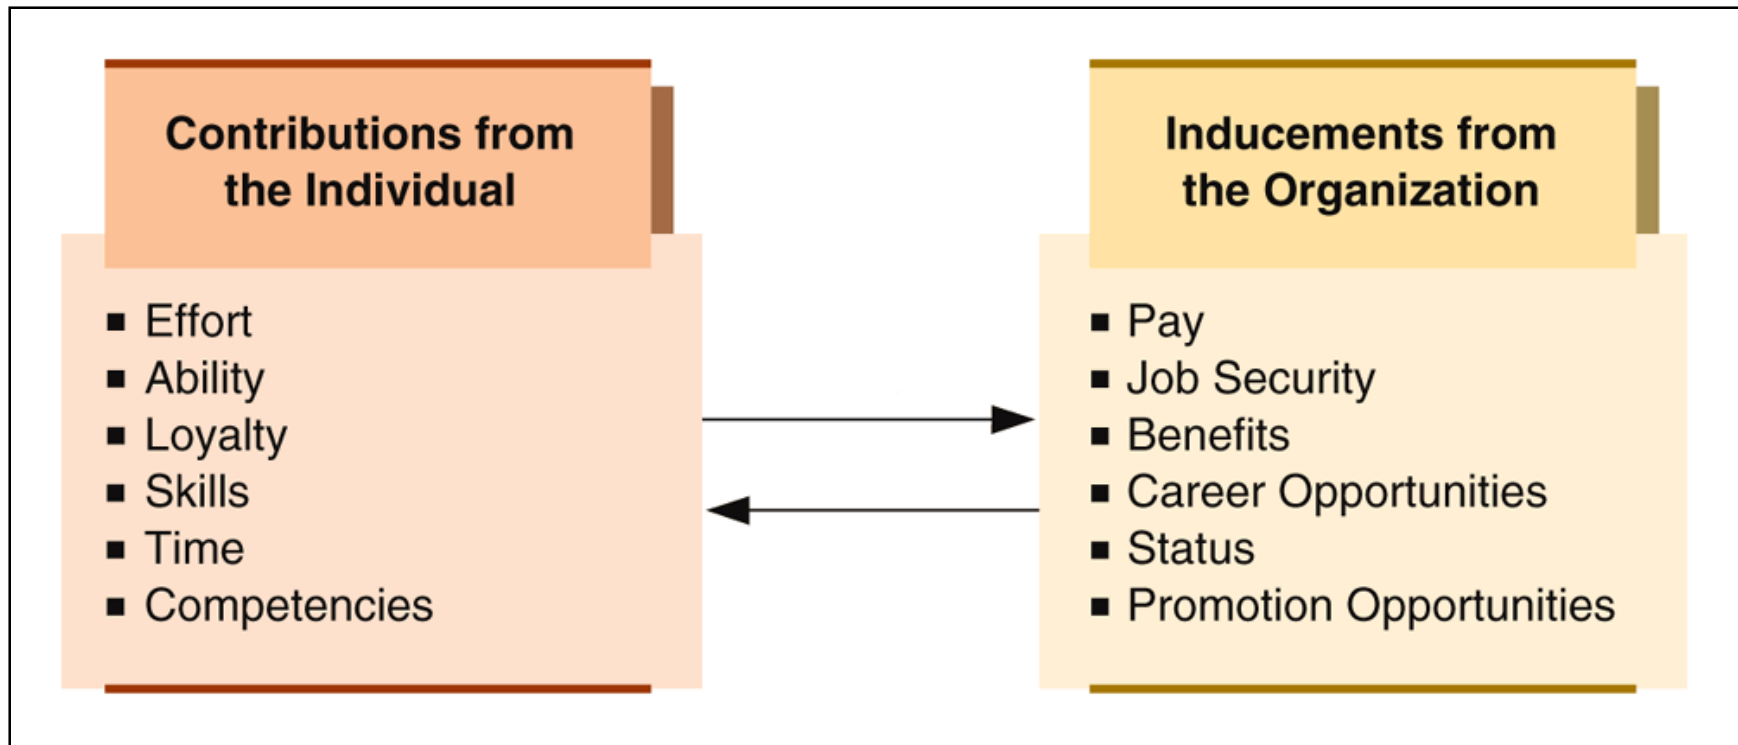 Contributions from
the Individual
■ Effort
■ Ability
■ Loyalty
■ Skills
■ Time
■ Competencies
Inducements from
the Organization
■ Pay
■ Job Security
■ Benefits
■ Career Opportunities
■ Status
■ Promotion Opportunities